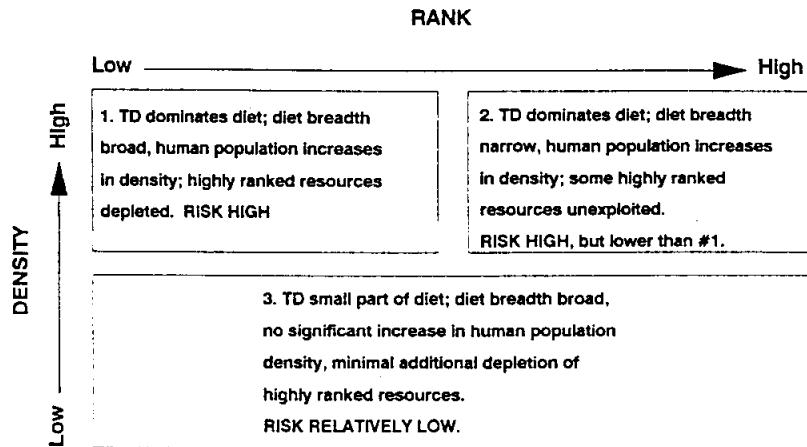 RANK
Low
High
High
DENSITY
Low
1. TD dominates diet; diet breadth
broad, human population increases
in density; highly ranked resources
depleted. RISK HIGH
2. TD dominates diet; diet breadth
narrow, human population increases
in density; some highly ranked
resources unexploited.
RISK HIGH, but lower than #1.
3. TD small part of diet; diet breadth broad,
no significant increase in human population
density, minimal additional depletion of
highly ranked resources.
RISK RELATIVELY LOW.